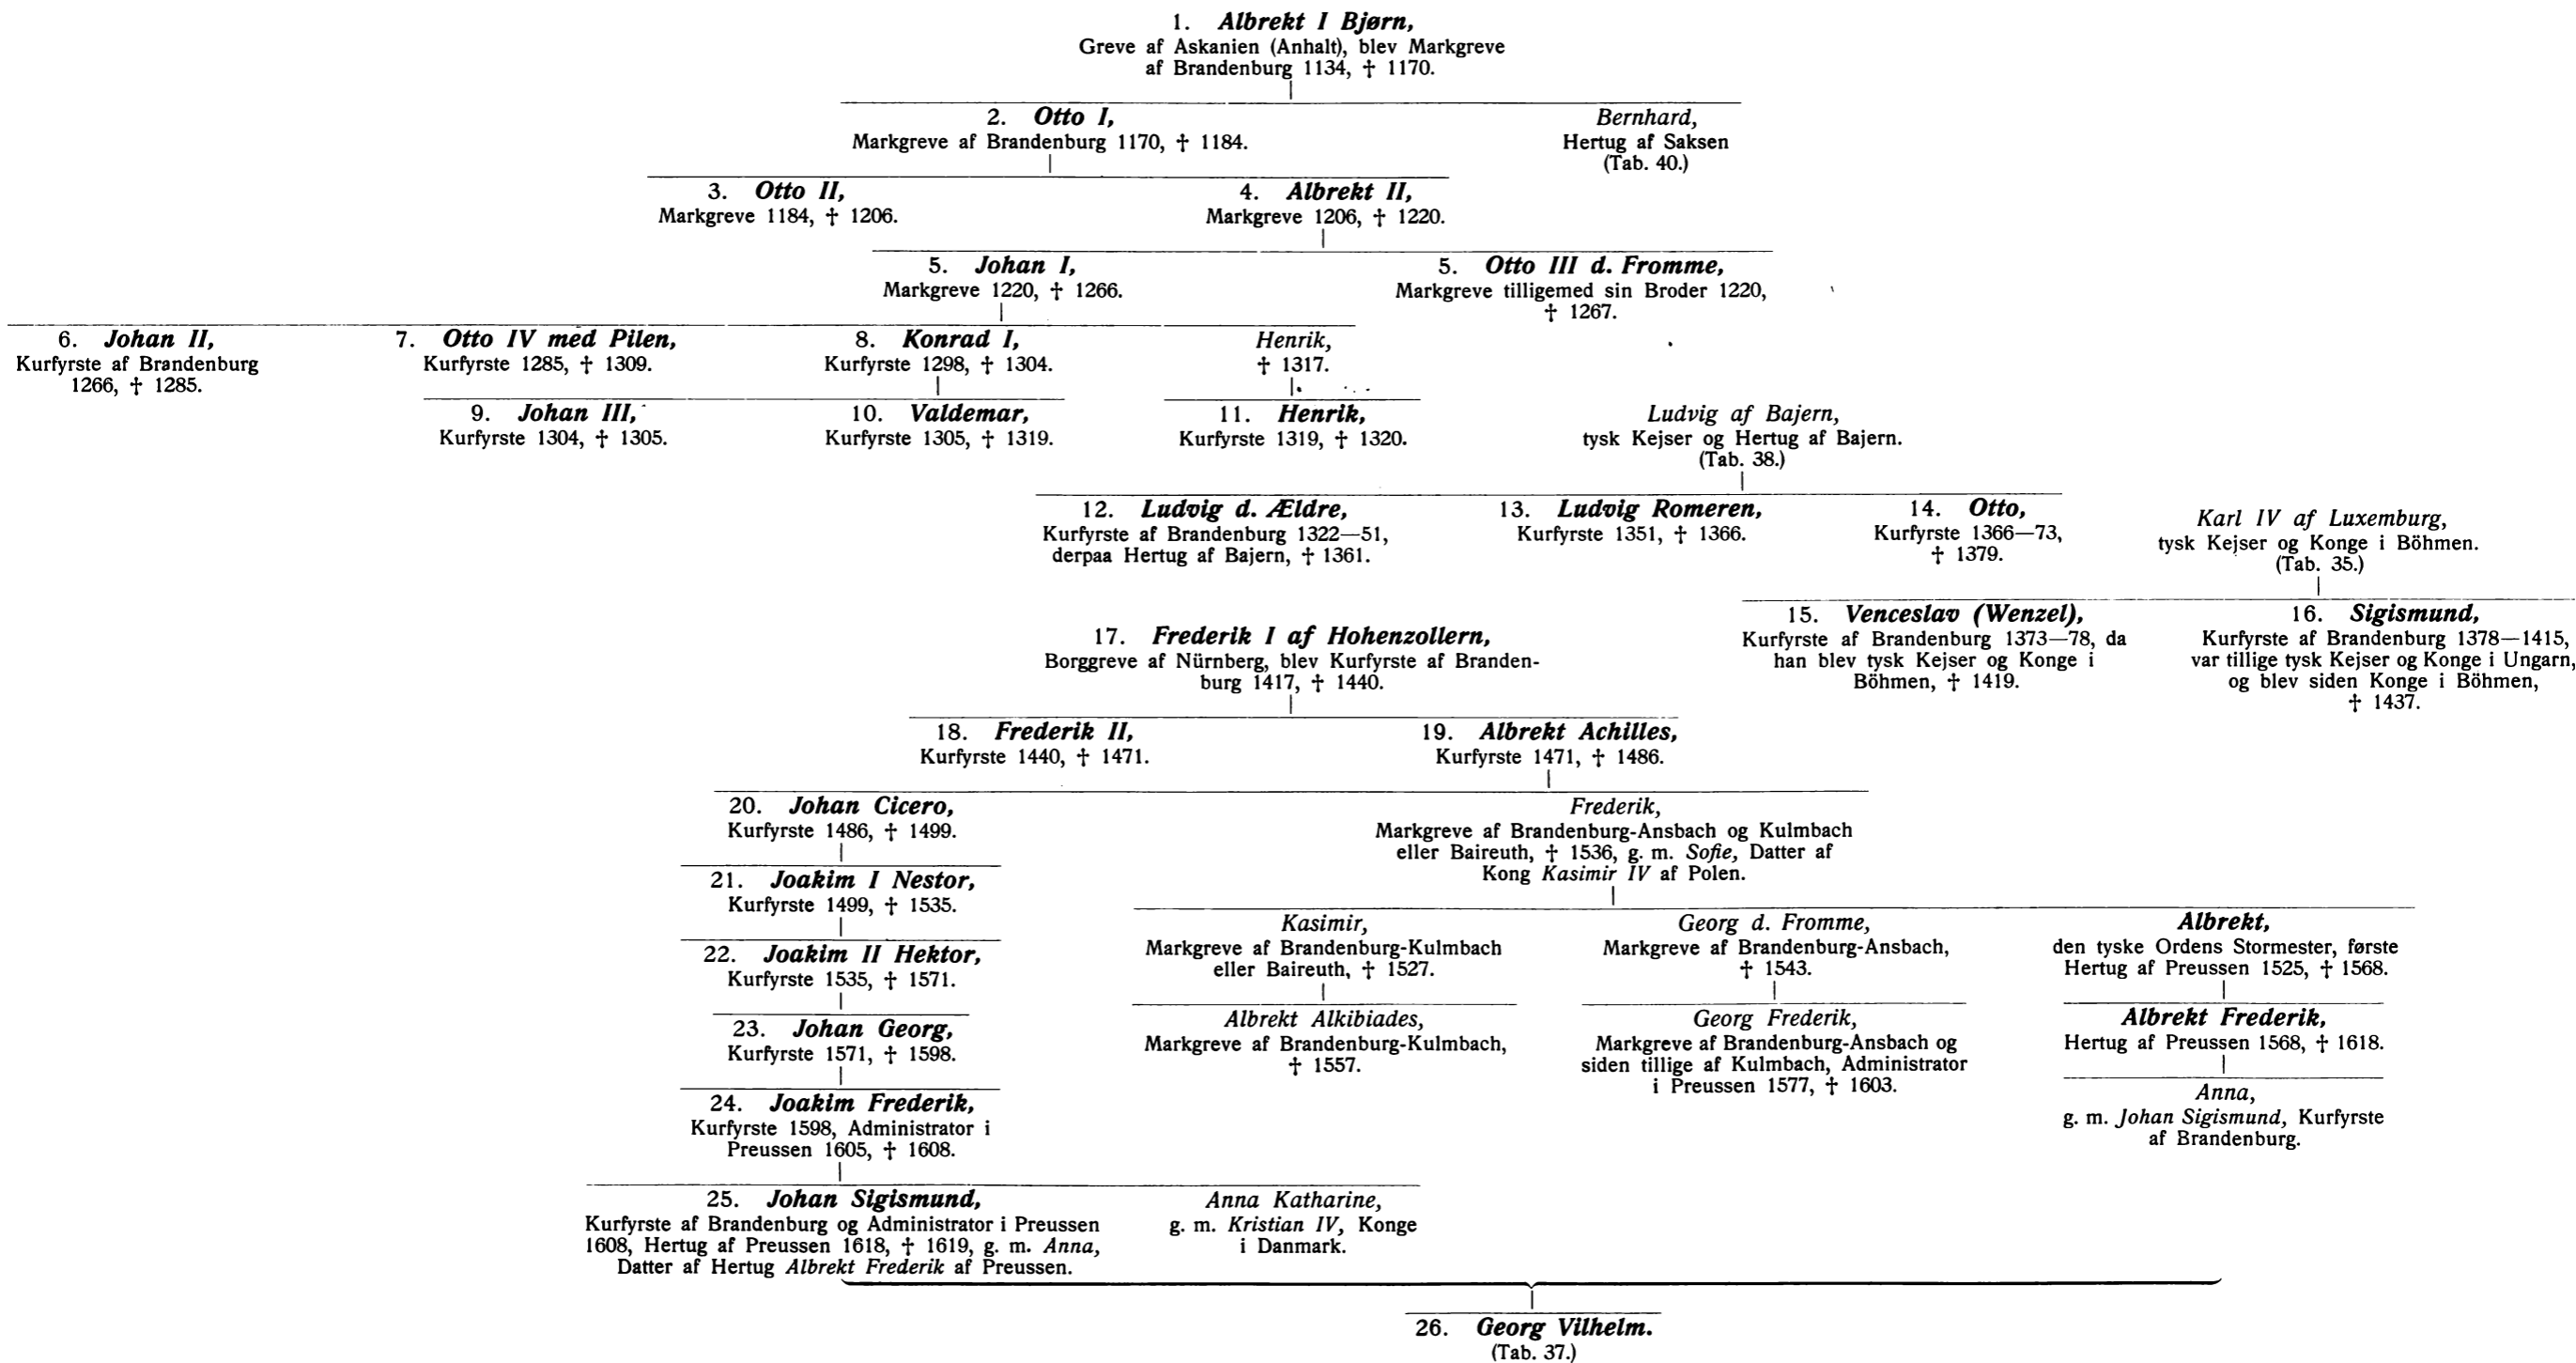 1. Albrekt I Bjørn,
Greve af Askanien (Anhalt), blev Markgreve
af Brandenburg 1134, † 1170.
2. Otto I,
Markgreve af Brandenburg 1170, † 1184.
Bernhard,
Hertug af Saksen
(Tab. 40.)
3. Otto II,
Markgreve 1184, † 1206.
4. Albrekt II,
Markgreve 1206, † 1220.
5. Johan I,
Markgreve 1220, † 1266.
5. Otto III d. Fromme,
Markgreve tilligemed sin Broder 1220,
† 1267.
6. Johan II,
Kurfyrste af Brandenburg
1266, † 1285.
7. Otto IV med Pilen,
Kurfyrste 1285, † 1309.
8. Konrad I,
Kurfyrste 1298, † 1304.
Henrik,
† 1317.
9. Johan III,
Kurfyrste 1304, † 1305.
10. Valdemar,
Kurfyrste 1305, † 1319.
11. Henrik,
Kurfyrste 1319, † 1320.
Ludvig af Bajern,
tysk Kejser og Hertug af Bajern.
(Tab. 38.)
12. Ludvig d. Ældre,
Kurfyrste af Brandenburg 1322—51,
derpaa Hertug af Bajern, † 1361.
13. Ludvig Romeren,
Kurfyrste 1351, † 1366.
14. Otto,
Kurfyrste 1366—73,
† 1379.
Karl IV af Luxemburg,
tysk Kejser og Konge i Böhmen.
(Tab. 35.)
15. Venceslav (Wenzel),
Kurfyrste af Brandenburg 1373—78, da
han blev tysk Kejser og Konge i
Böhmen, † 1419.
16. Sigismund,
Kurfyrste af Brandenburg 1378—1415,
var tillige tysk Kejser og Konge i Ungarn,
og blev siden Konge i Böhmen,
† 1437.
17. Frederik I af Hohenzollern,
Borggreve af Nürnberg, blev Kurfyrste af Branden-
burg 1417, † 1440.
18. Frederik II,
Kurfyrste 1440, † 1471.
19. Albrekt Achilles,
Kurfyrste 1471, † 1486.
20. Johan Cicero,
Kurfyrste 1486, † 1499.
Frederik,
Markgreve af Brandenburg-Ansbach og Kulmbach
eller Baireuth, † 1536, g. m. Sofie, Datter af
Kong Kasimir IV af Polen.
21. Joakim I Nestor,
Kurfyrste 1499, † 1535.
Kasimir,
Markgreve af Brandenburg-Kulmbach
eller Baireuth, † 1527.
Georg d. Fromme,
Markgreve af Brandenburg-Ansbach,
† 1543.
Albrekt,
den tyske Ordens Stormester, første
Hertug af Preussen 1525, † 1568.
22. Joakim II Hektor,
Kurfyrste 1535, † 1571.
23. Johan Georg,
Kurfyrste 1571, † 1598.
Albrekt Alkibiades,
Markgreve af Brandenburg-Kulmbach,
† 1557.
Georg Frederik,
Markgreve af Brandenburg-Ansbach og
siden tillige af Kulmbach, Administrator
i Preussen 1577, † 1603.
Albrekt Frederik,
Hertug af Preussen 1568, † 1618.
Anna,
g. m. Johan Sigismund, Kurfyrste
af Brandenburg.
24. Joakim Frederik,
Kurfyrste 1598, Administrator i
Preussen 1605, † 1608.
25. Johan Sigismund,
Kurfyrste af Brandenburg og Administrator i Preussen
1608, Hertug af Preussen 1618, † 1619, g. m. Anna,
Datter af Hertug Albrekt Frederik af Preussen.
Anna Katharine,
g. m. Kristian IV, Konge
i Danmark.
26. Georg Vilhelm.
(Tab. 37.)